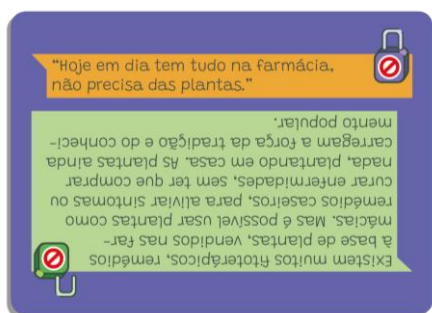 “Hoje em dia tem tudo na farmácia,
não precisa das plantas.”
Existem muitos fitoterápicos, remédios
à base de plantas, vendidos nas far-
mácias. Mas é possível usar plantas como
remédios caseiros, para aliviar sintomas ou
curar enfermidades, sem ter que comprar
nada, plantando em casa. As plantas ainda
carregam a força da tradição e do conheci-
mento popular.